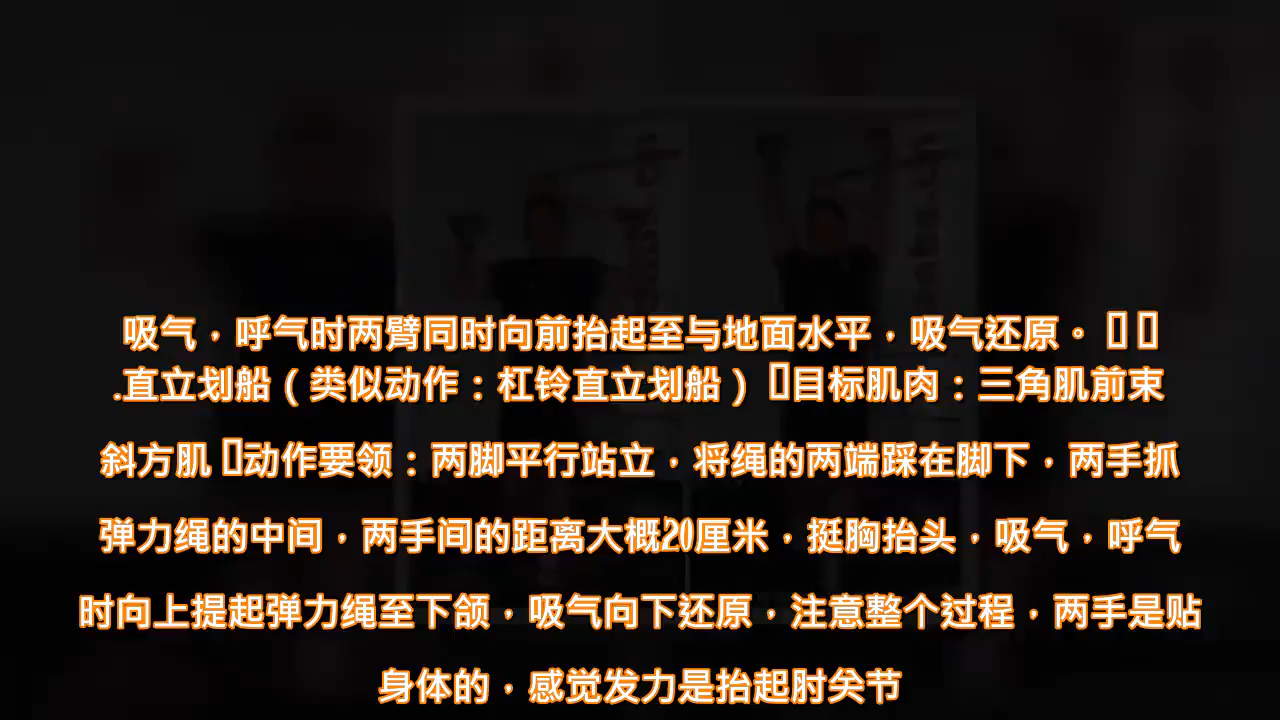 吸气，呼气时两臂同时向前抬起至与地面水平，吸气还原。
.直立划船（类似动作：杠铃直立划船） 目标肌肉：三角肌前束
斜方肌 动作要领：两脚平行站立，将绳的两端踩在脚下，两手抓
弹力绳的中间，两手间的距离大概20厘米，挺胸抬头，吸气，呼气
时向上提起弹力绳至下颌，吸气向下还原，注意整个过程，两手是贴
身体的，感觉发力是抬起肘关节